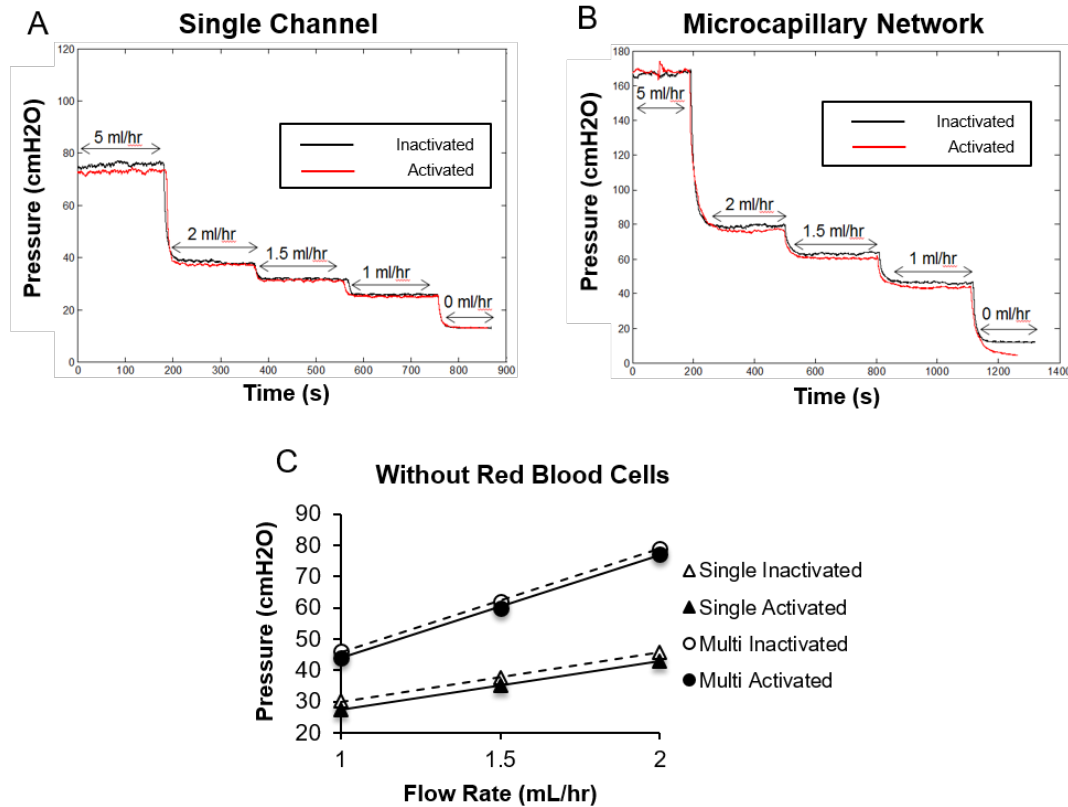 A
Single Channel
120
100
80
60
40
20
0
Pressure (cmH2O)
5 ml/hr
2 ml/hr
1.5 ml/hr
1 ml/hr
0 ml/hr
Inactivated
Activated
0 100 200 300 400 500 600 700 800 900
Time (s)
B
Microcapillary Network
180
160
140
120
100
80
60
40
20
0
Pressure (cmH2O)
5 ml/hr
2 ml/hr
1.5 ml/hr
1 ml/hr
0 ml/hr
Inactivated
Activated
0 200 400 600 800 1000 1200 1400
Time (s)
C
Without Red Blood Cells
90
80
70
60
50
40
30
20
Pressure (cmH2O)
Single Inactivated
Single Activated
Multi Inactivated
Multi Activated
1 1.5 2
Flow Rate (mL/hr)